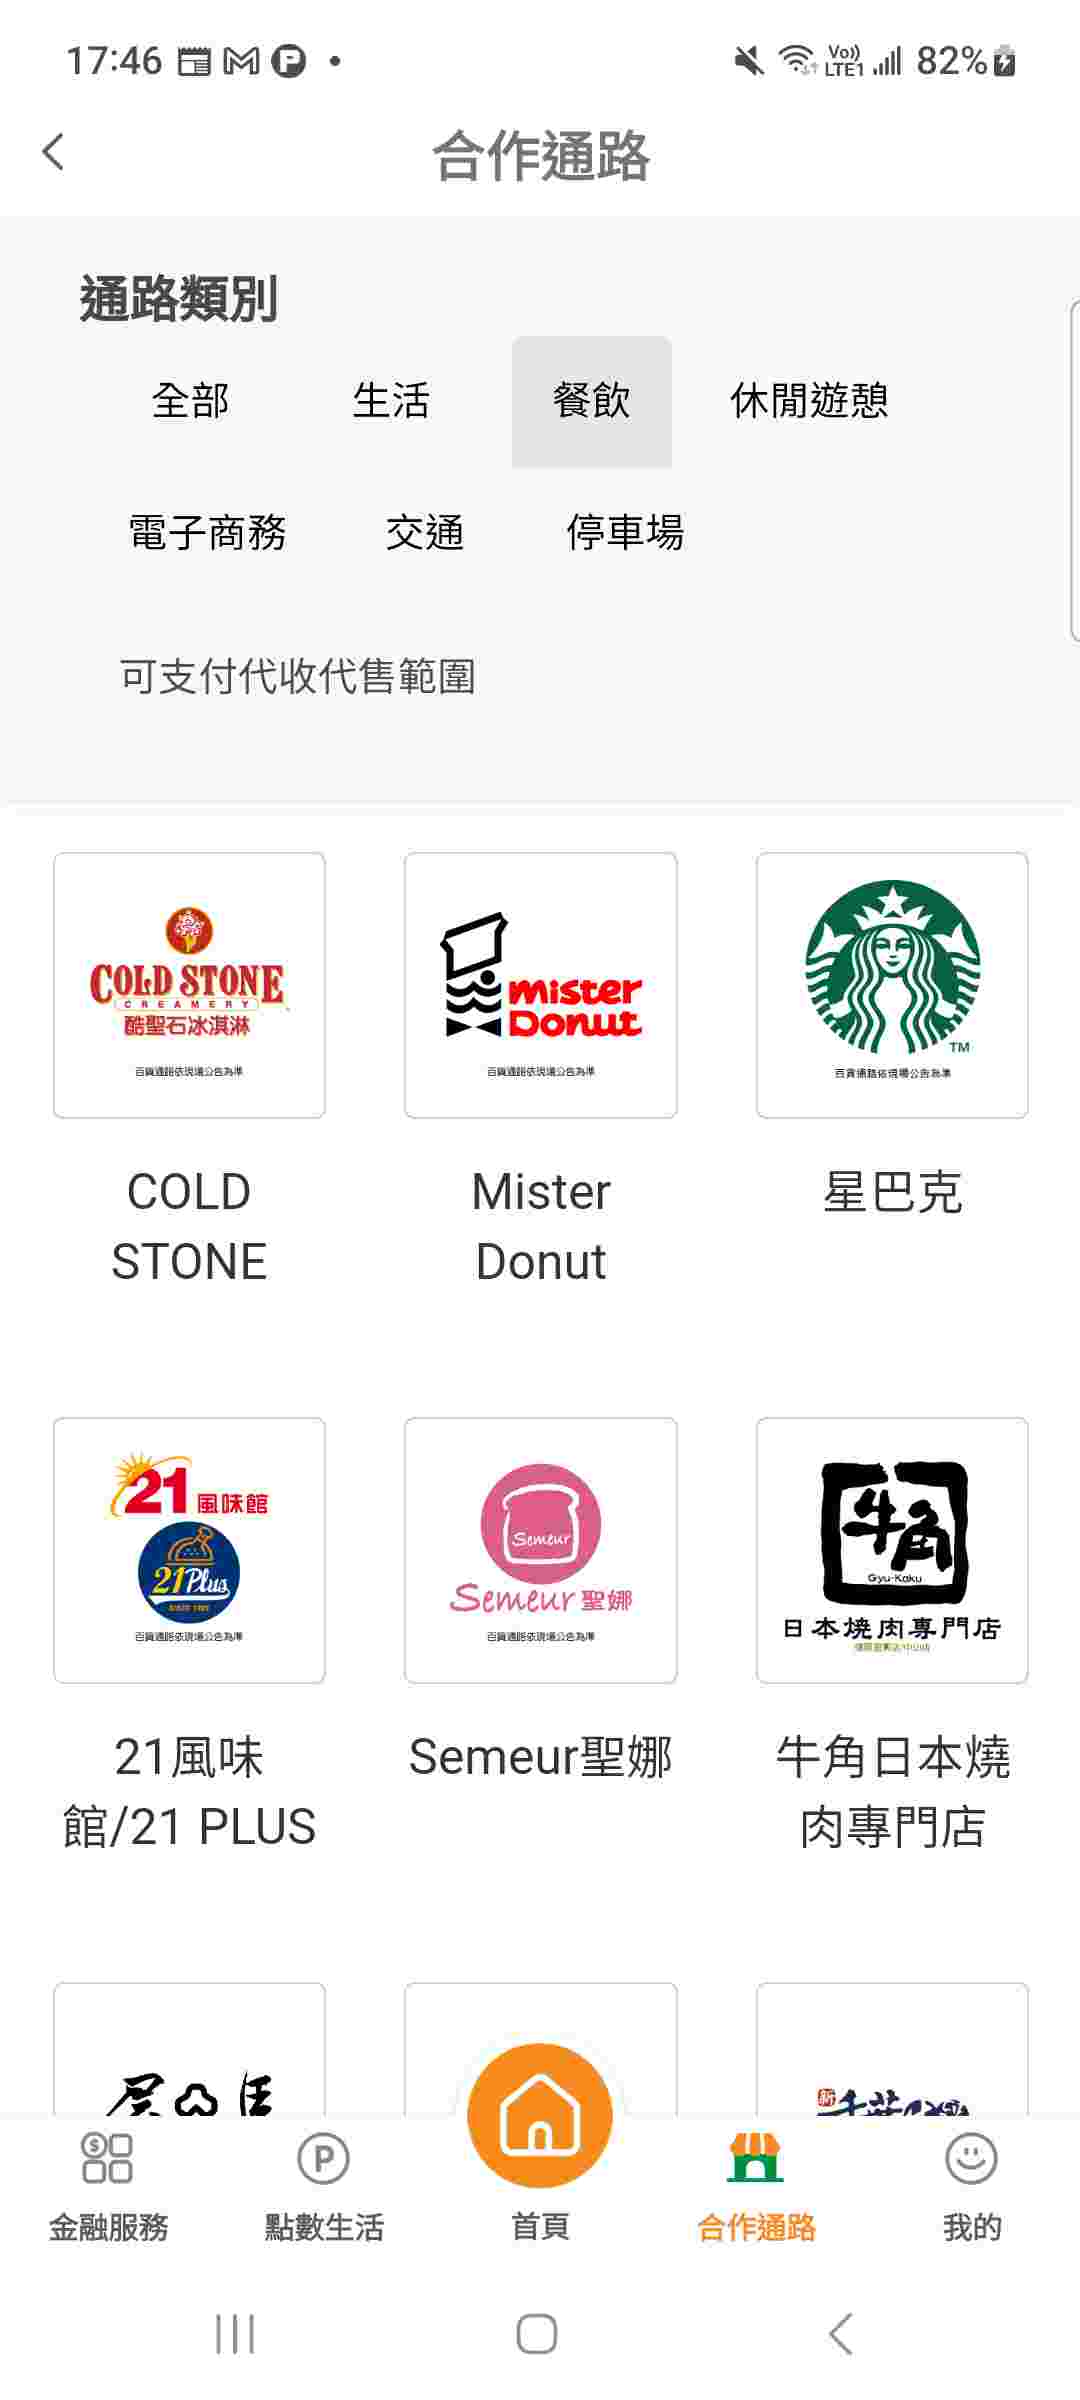 17:46
Vo))
LTE1
82%
合作通路
通路類別
全部 生活 餐飲 休閒遊憩
電子商務 交通 停車場
可支付代收代售範圍
COLD STONE
CREAMERY
酷聖石冰淇淋
百貨通路依現場公告為準
mister
Donut
百貨通路依現場公告為準
TM
百貨通路依現場公告為準
COLD
STONE
Mister
Donut
星巴克
21風味館
21Plus
SINCE
百貨通路依現場公告為準
Semeur
Semeur 聖娜
百貨通路依現場公告為準
牛角
Gyu-Kaku
日本燒肉專門店
21風味
館/21 PLUS
Semeur聖娜
牛角日本燒
肉專門店
新
金融服務
P
點數生活
首頁
合作通路
我的